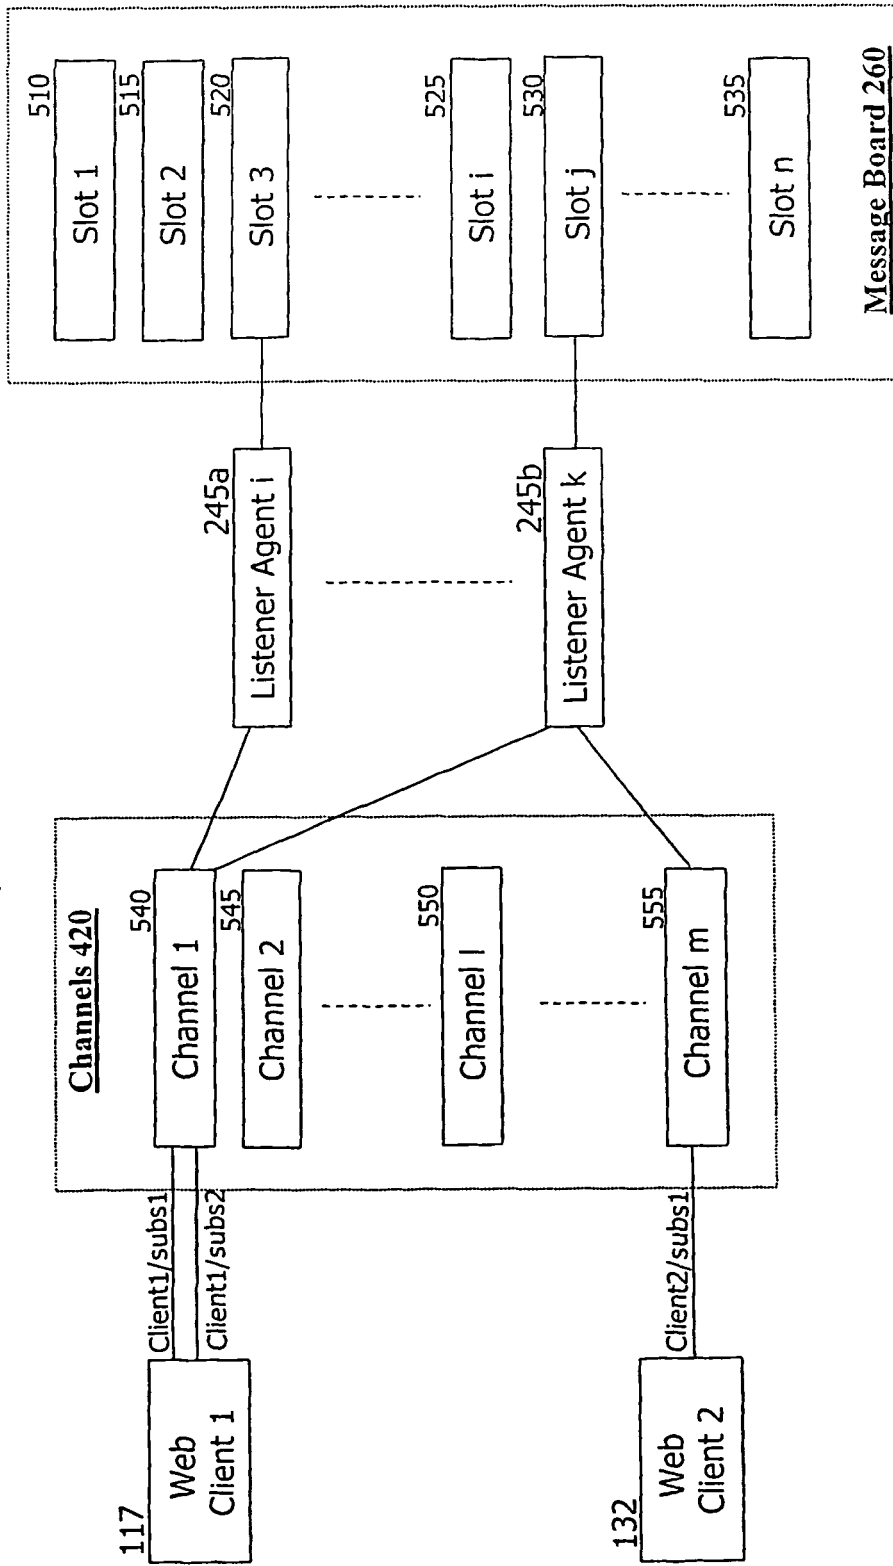 117
Web
Client 1
132
Web
Client 2
Client1/subs1
Client1/subs2
Client2/subs1
Channels 420
540
Channel 1
545
Channel 2
550
Channel l
555
Channel m
245a
Listener Agent i
245b
Listener Agent k
510
Slot 1
515
Slot 2
520
Slot 3
525
Slot i
530
Slot j
535
Slot n
Message Board 260